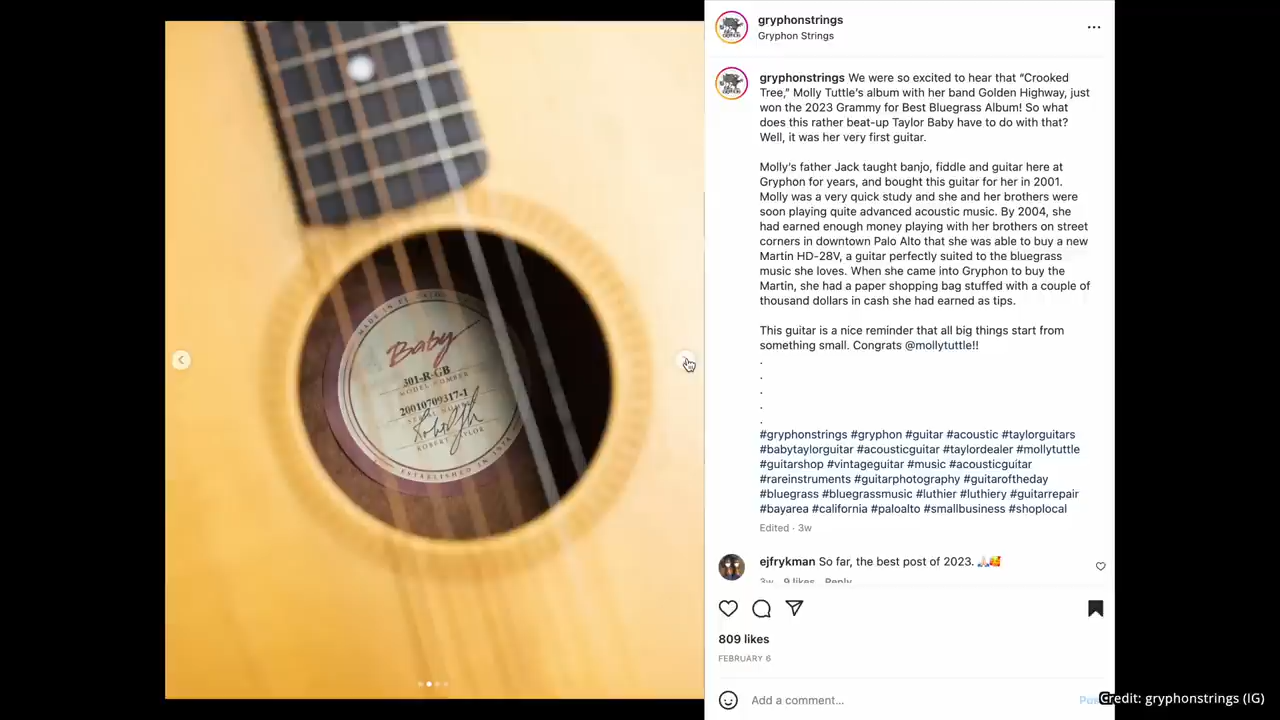 gryphonstrings
Gryphon Strings
gryphonstrings We were so excited to hear that “Crooked
Tree,” Molly Tuttle’s album with her band Golden Highway, just
won the 2023 Grammy for Best Bluegrass Album! So what
does this rather beat-up Taylor Baby have to do with that?
Well, it was her very first guitar.
Molly’s father Jack taught banjo, fiddle and guitar here at
Gryphon for years, and bought this guitar for her in 2001.
Molly was a very quick study and she and her brothers were
soon playing quite advanced acoustic music. By 2004, she
had earned enough money playing with her brothers on street
corners in downtown Palo Alto that she was able to buy a new
Martin HD-28V, a guitar perfectly suited to the bluegrass
music she loves. When she came into Gryphon to buy the
Martin, she had a paper shopping bag stuffed with a couple of
thousand dollars in cash she had earned as tips.
This guitar is a nice reminder that all big things start from
something small. Congrats @mollytuttle!!
.
.
.
.
.
#gryphonstrings #gryphon #guitar #acoustic #taylorguitars
#babytaylorguitar #acousticguitar #taylordealer #mollytuttle
#guitarshop #vintageguitar #music #acousticguitar
#rareinstruments #guitarphotography #guitaroftheday
#bluegrass #bluegrassmusic #luthier #luthiery #guitarrepair
#bayarea #california #paloalto #smallbusiness #shoplocal
Edited · 3w
ejfrykman So far, the best post of 2023. 🙏🏻🥰
3w 9 likes Reply
809 likes
FEBRUARY 6
Add a comment...
Credit: gryphonstrings (IG)
Baby
301-R-GB
MODEL NUMBER
20010709317-1
SERIAL NUMBER
ROBERT TAYLOR
ESTABLISHED IN 1974